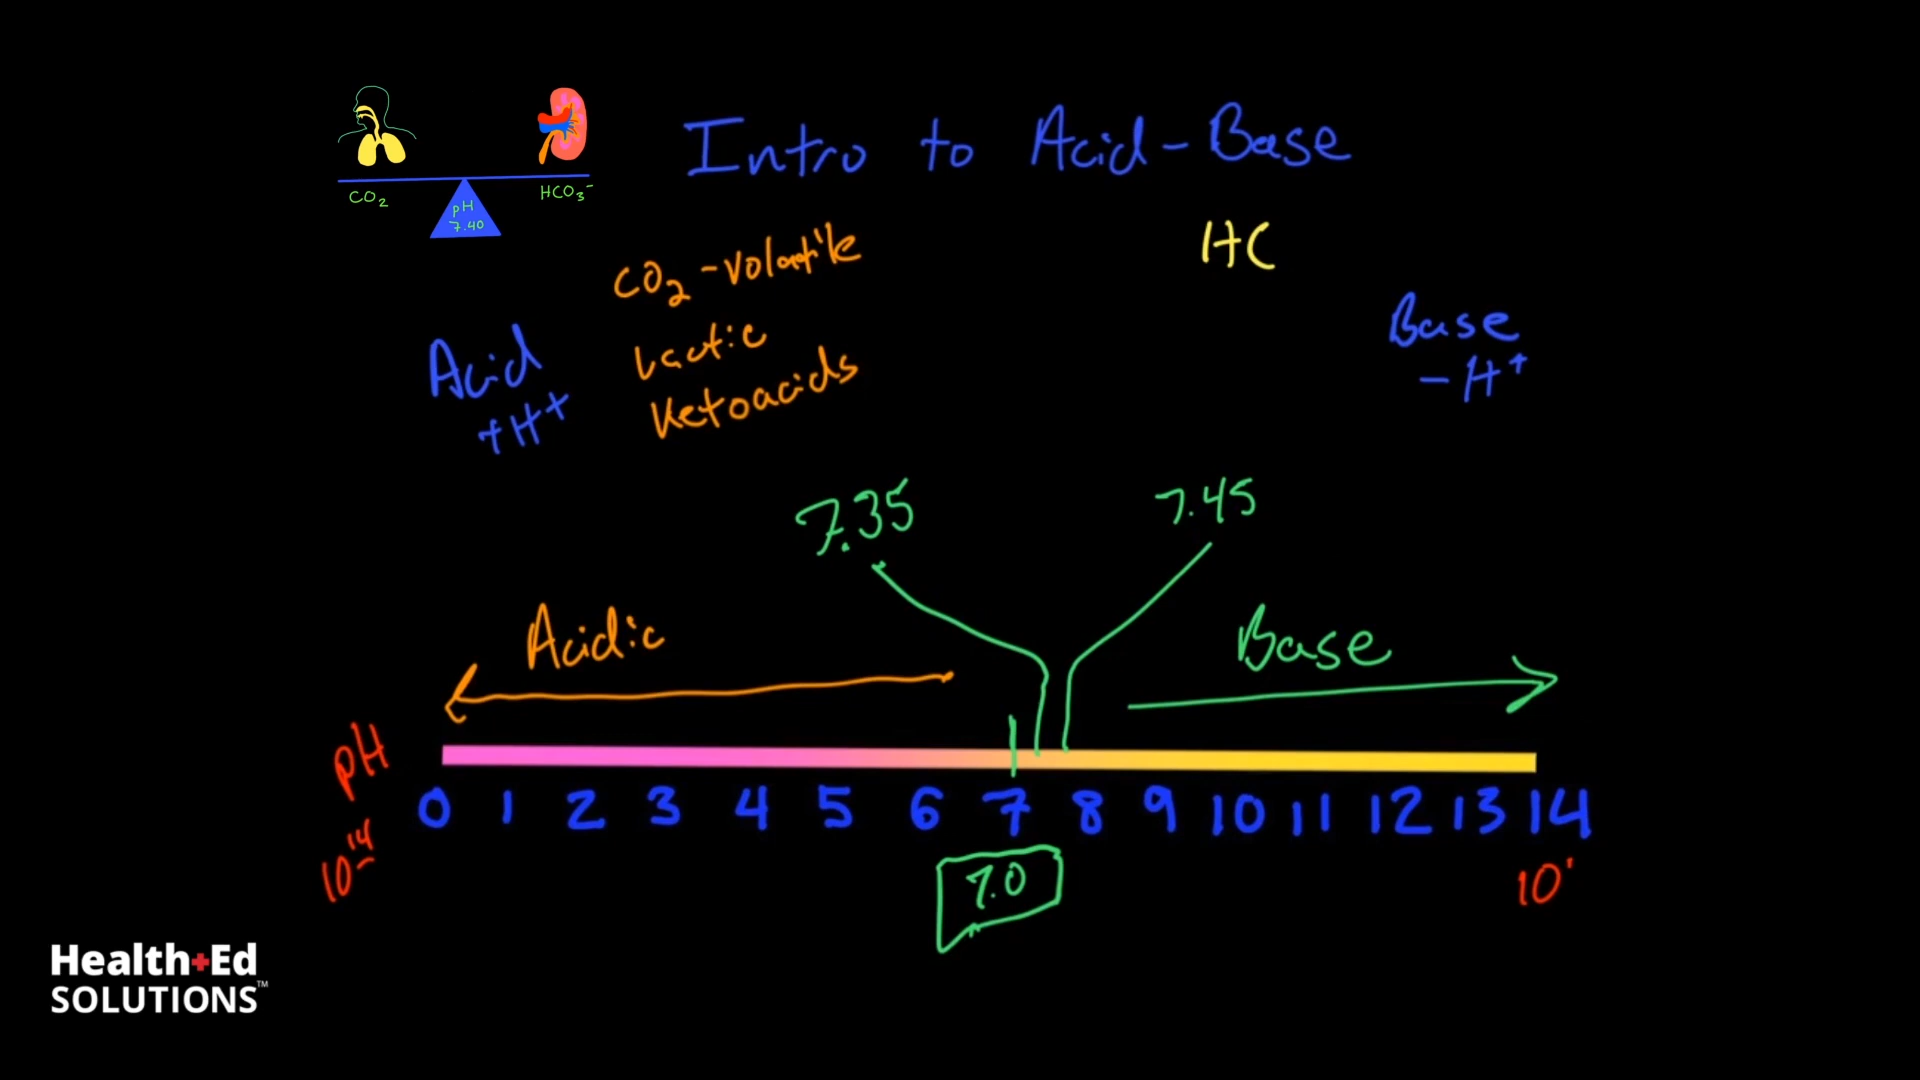 Intro to Acid-Base
CO₂
HCO₃⁻
pH
7.40
CO₂ - volatile
Lactic
Ketoacids
HC
Acid
+H+
Base
- H+
7.35
7.45
Acidic
Base
pH
0 1 2 3 4 5 6 7 8 9 10 11 12 13 14
10⁻¹⁴
10¹
7.0
Health+Ed
SOLUTIONS™